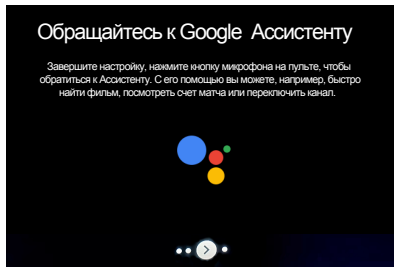 Обращайтесь к Google Ассистенту
Завершите настройку, нажмите кнопку микрофона на пульте, чтобы
обратиться к Ассистенту. С его помощью вы можете, например, быстро
найти фильм, посмотреть счет матча или переключить канал.